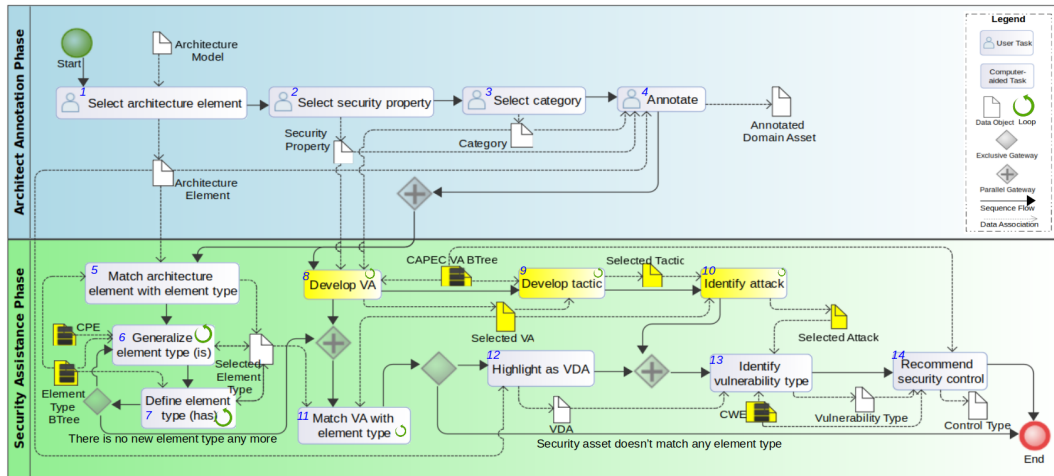 Architect Annotation Phase
Start
Architecture
Model
1
Select architecture element
2
Select security property
3
Select category
4
Annotate
Security
Property
Category
Annotated
Domain Asset
Architecture
Element
Legend
User Task
Computer-
aided Task
Data Object
Loop
Exclusive Gateway
Parallel Gateway
Sequence Flow
Data Association
Security Assistance Phase
5
Match architecture
element with element type
CPE
6
Generalize
element type (is)
Element
Type
BTree
Define element
7
type (has)
Selected
Element
Type
There is no new element type any more
8
Develop VA
CAPEC VA BTree
9
Develop tactic
Selected Tactic
10
Identify attack
Selected VA
Selected Attack
11
Match VA with
element type
12
Highlight as VDA
VDA
13
Identify
vulnerability type
CWE
Vulnerability Type
14
Recommend
security control
Control Type
Security asset doesn't match any element type
End